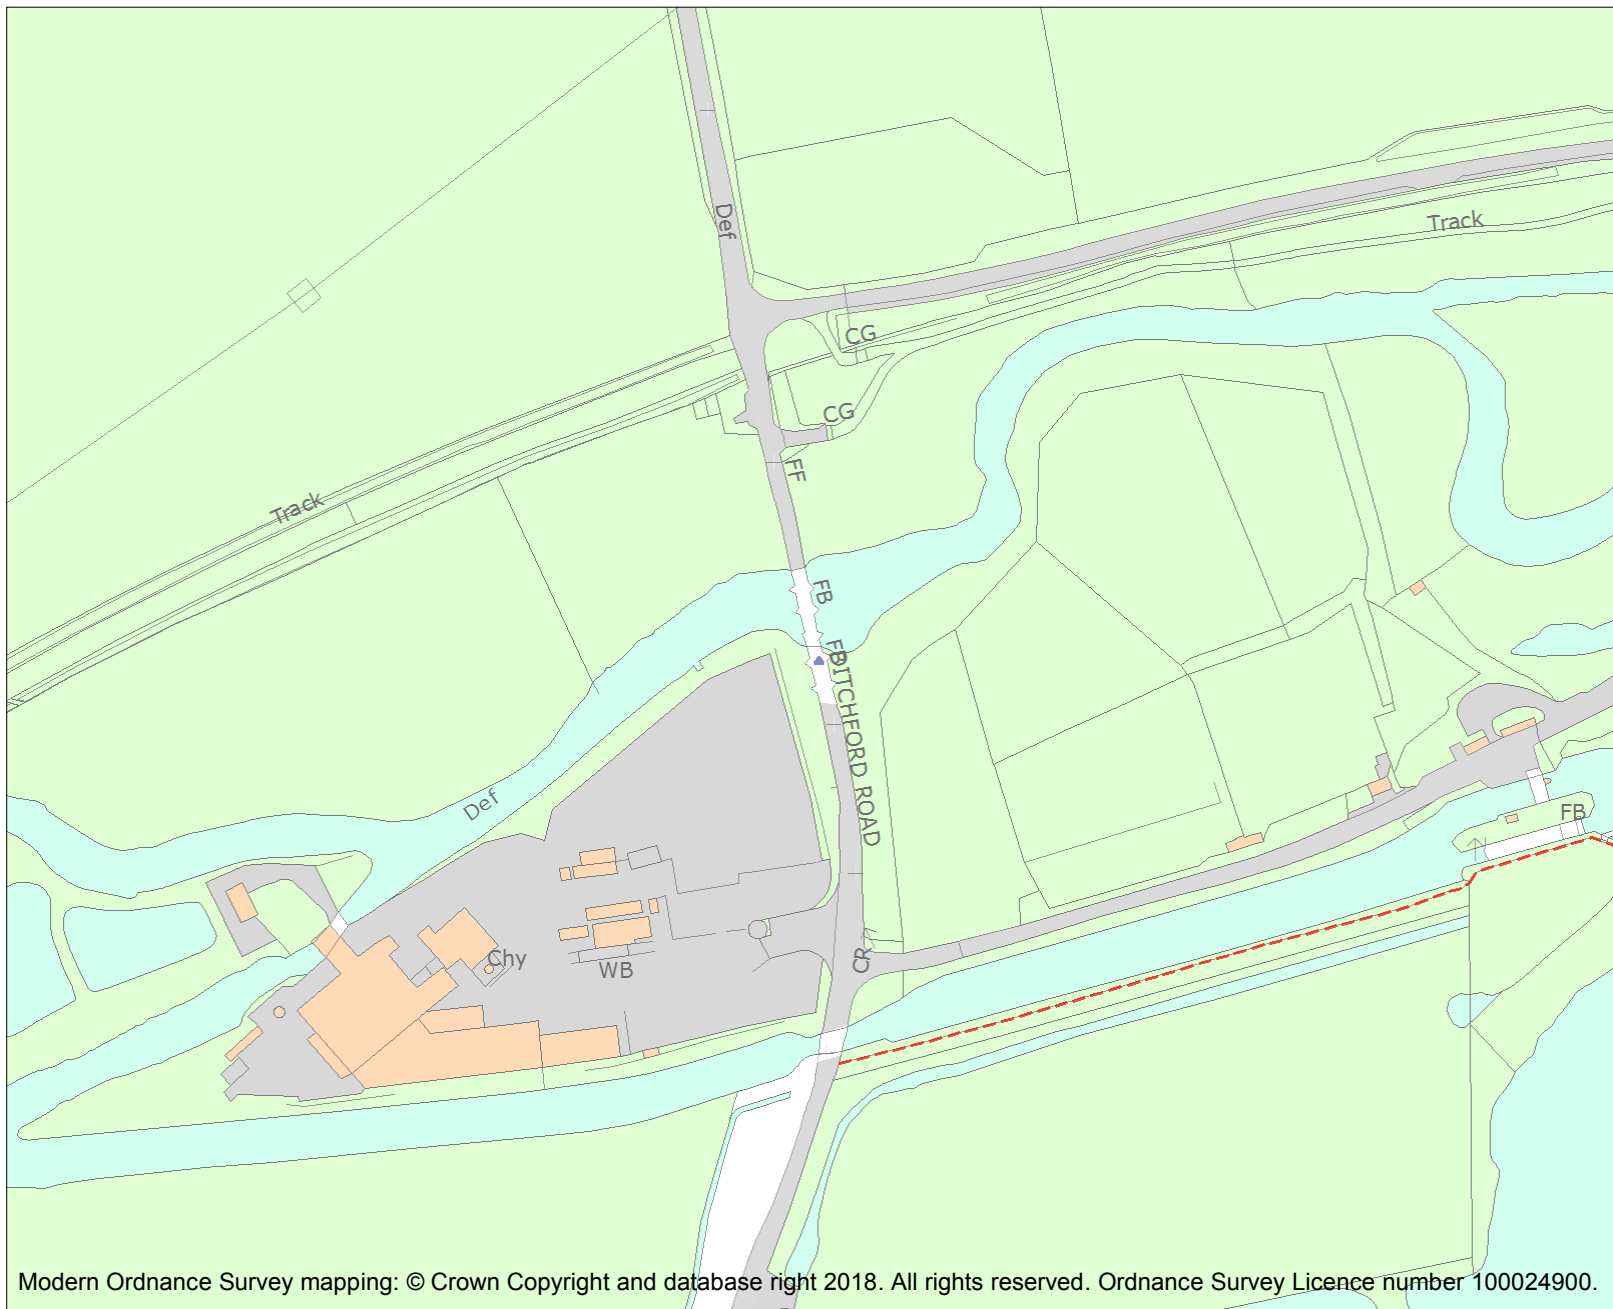 Def
Track
CG
CG
FF
Track
FB
FB
DITCHFORD ROAD
Def
FB
Chy
WB
CR
Modern Ordnance Survey mapping: © Crown Copyright and database right 2018. All rights reserved. Ordnance Survey Licence number 100024900.